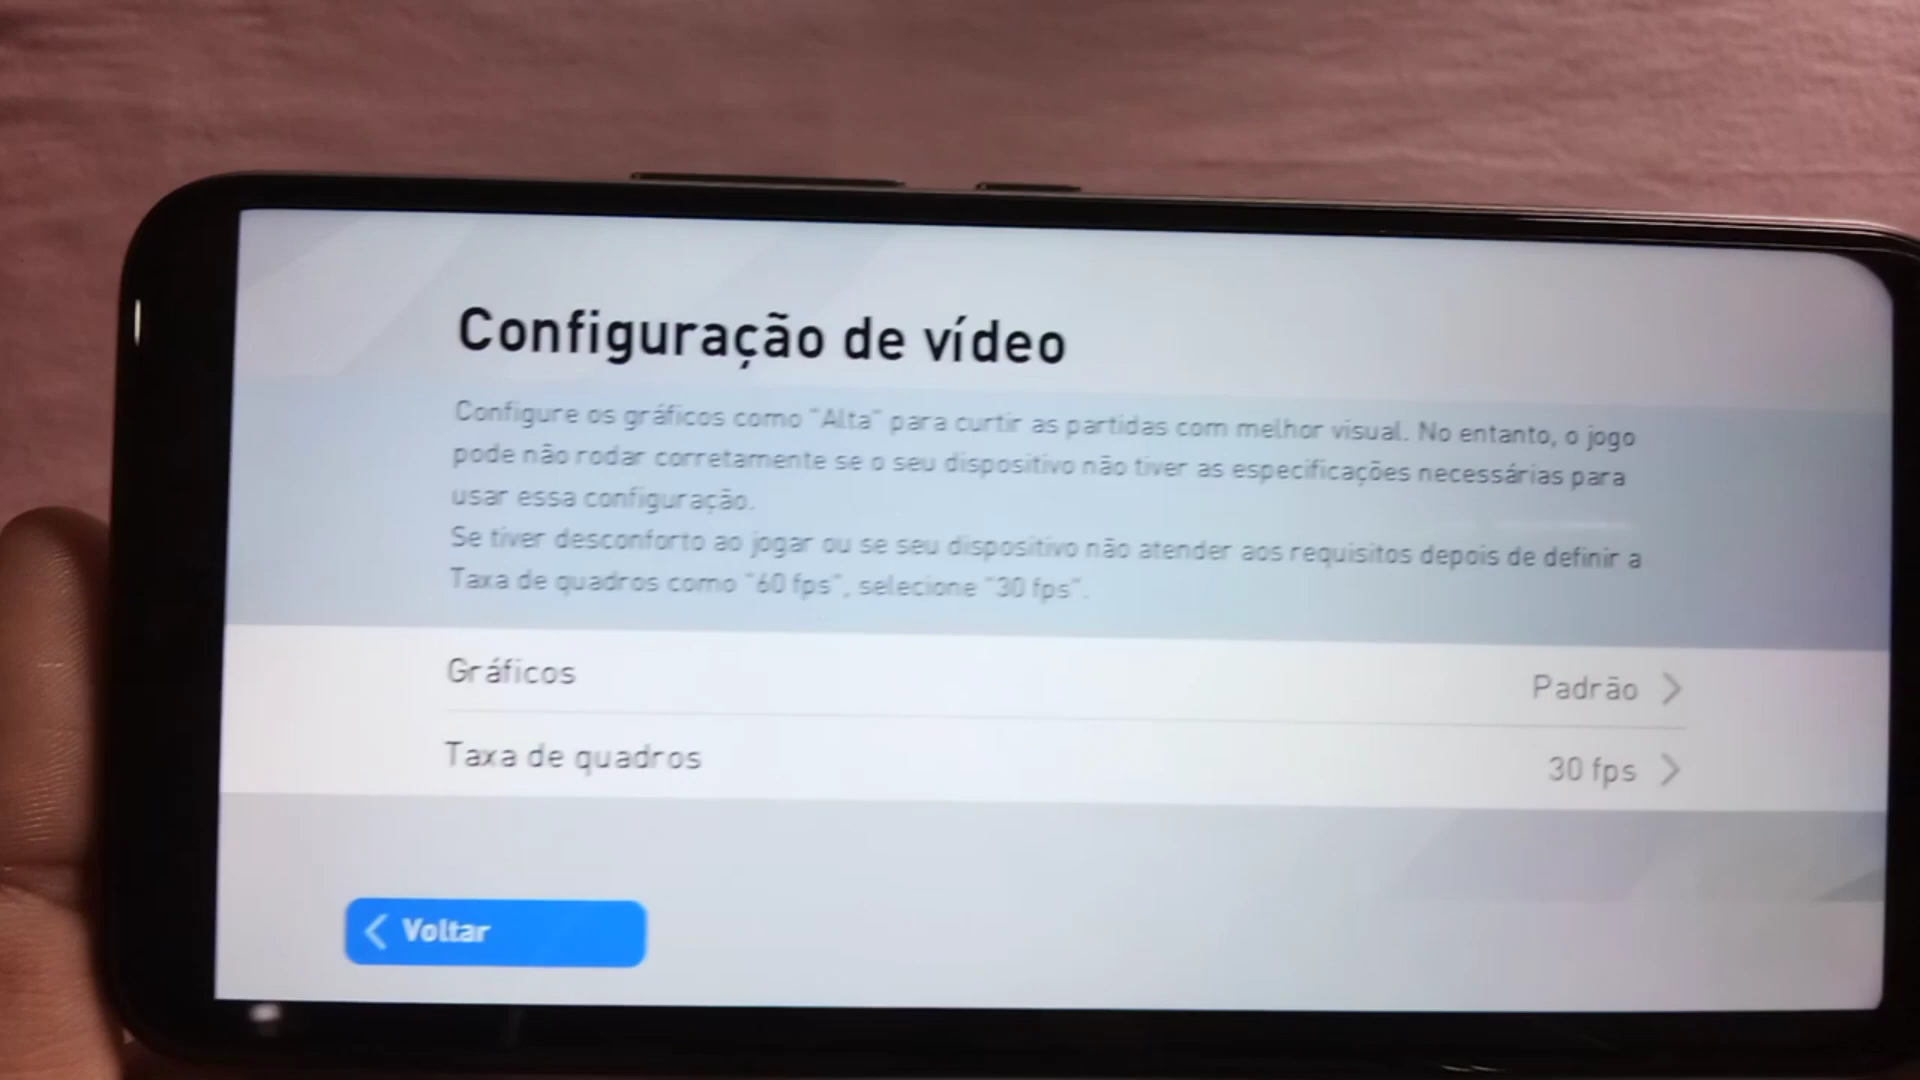 Configuração de vídeo
Configure os gráficos como "Alta" para curtir as partidas com melhor visual. No entanto, o jogo
pode não rodar corretamente se o seu dispositivo não tiver as especificações necessárias para
usar essa configuração.
Se tiver desconforto ao jogar ou se seu dispositivo não atender aos requisitos depois de definir a
Taxa de quadros como "60 fps", selecione "30 fps".
Gráficos Padrão
Taxa de quadros 30 fps
Voltar